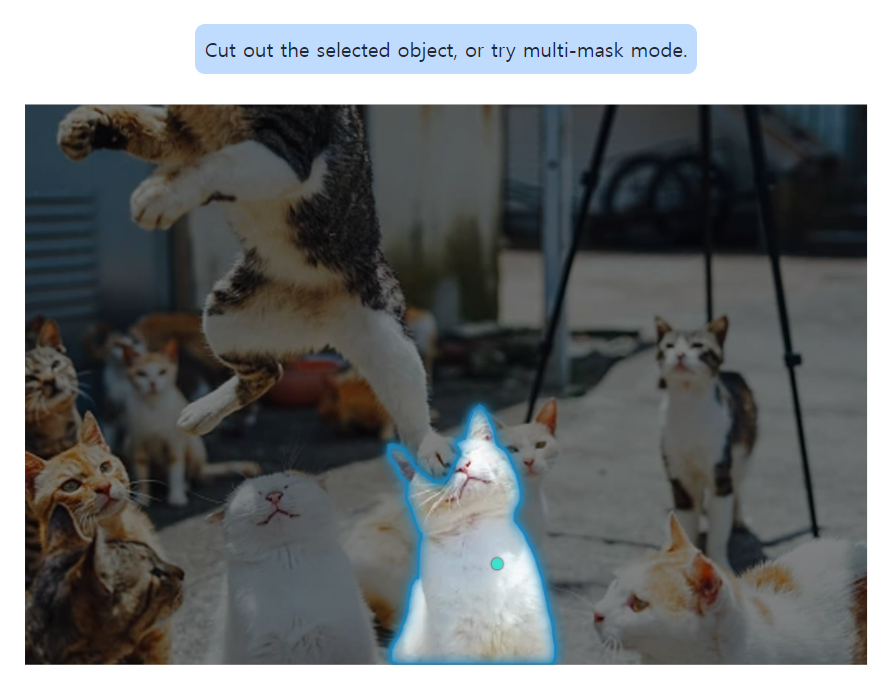 Cut out the selected object, or try multi-mask mode.